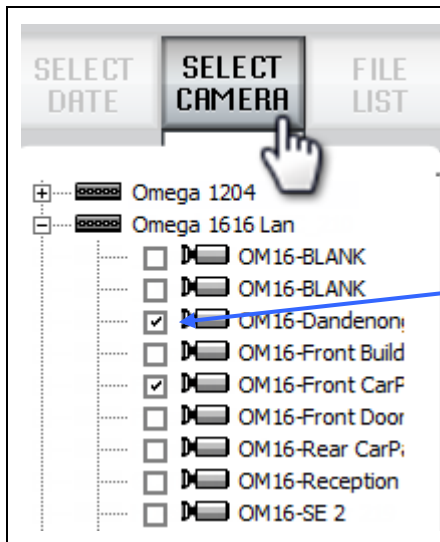 SELECT DATE
SELECT CAMERA
FILE LIST
Omega 1204
Omega 1616 Lan
OM16-BLANK
OM16-BLANK
OM16-Dandenong
OM16-Front Build
OM16-Front CarP
OM16-Front Door
OM16-Rear CarPa
OM16-Reception
OM16-SE 2